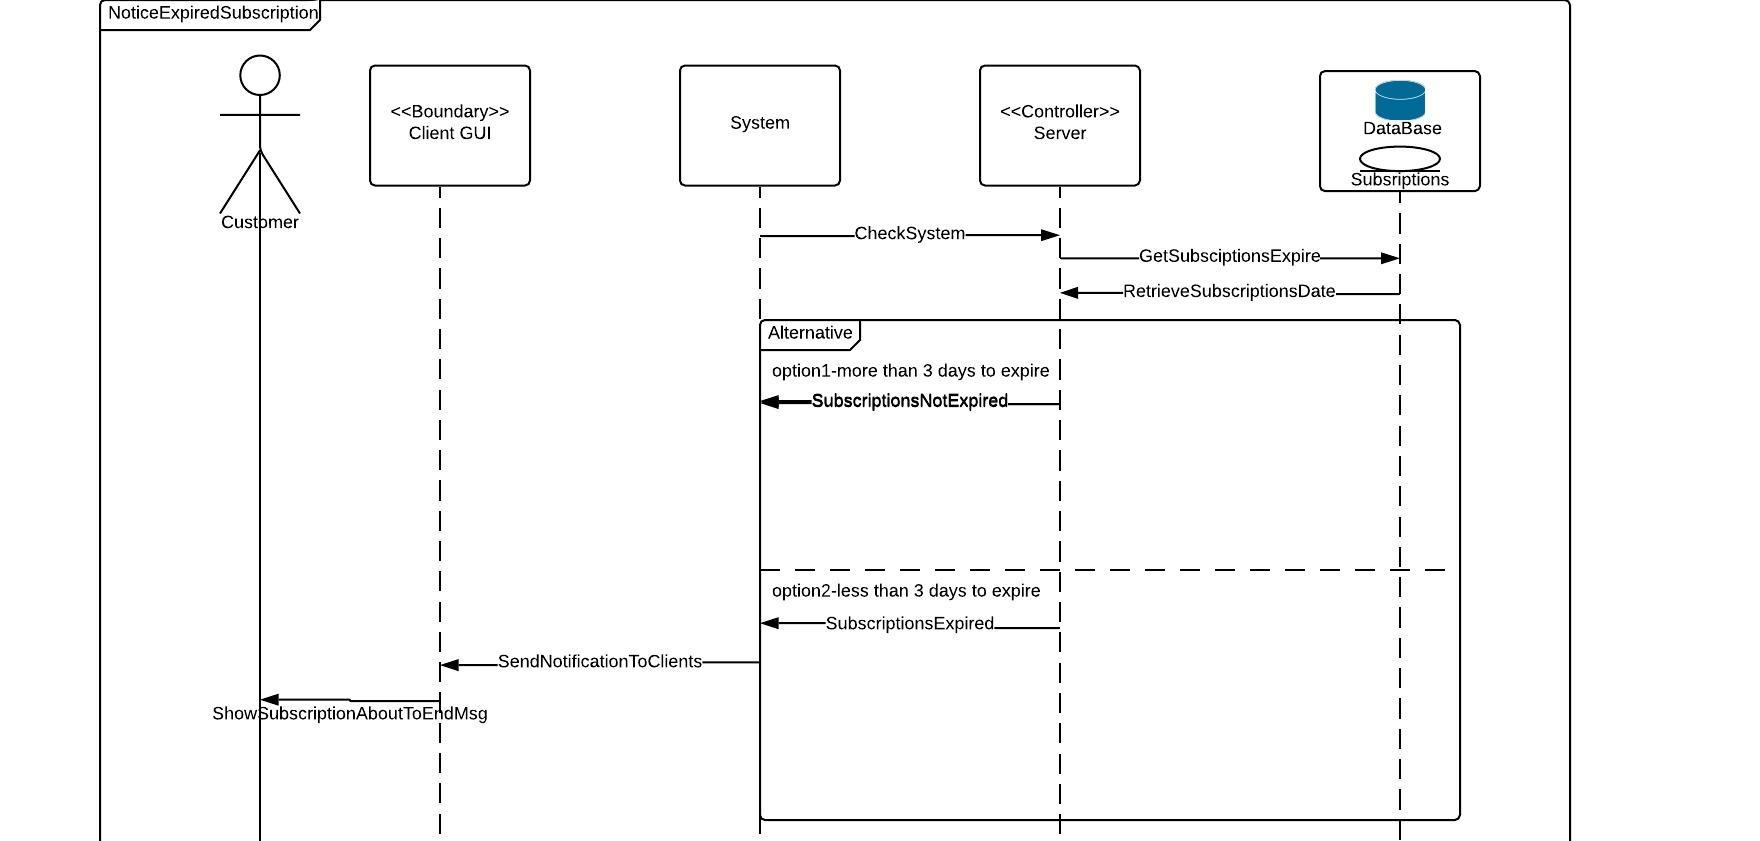 NoticeExpiredSubscription
<<Boundary>>
Client GUI
System
<<Controller>>
Server
DataBase
Subsriptions
Customer
CheckSystem
GetSubsciptionsExpire
RetrieveSubscriptionsDate
Alternative
option1-more than 3 days to expire
SubscriptionsNotExpired
option2-less than 3 days to expire
SubscriptionsExpired
SendNotificationToClients
ShowSubscriptionAboutToEndMsg